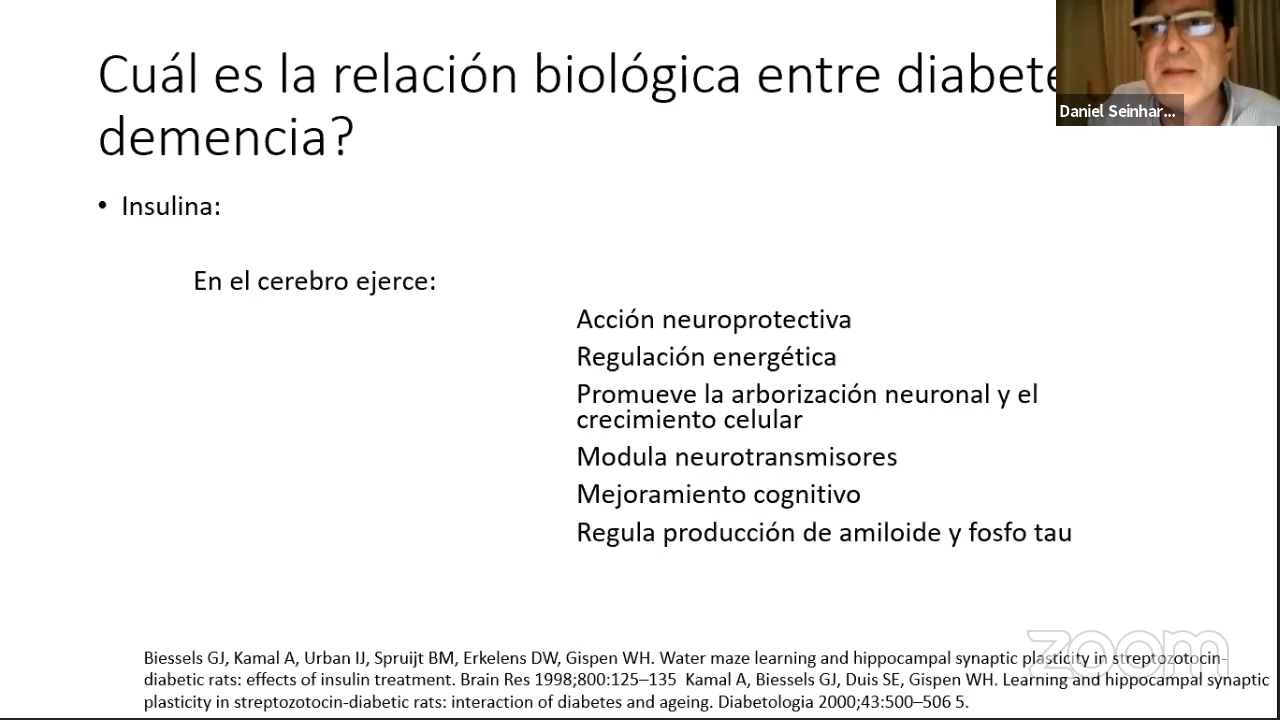 Cuál es la relación biológica entre diabete
demencia?
Daniel Seinhar...
• Insulina:
En el cerebro ejerce:
Acción neuroprotectiva
Regulación energética
Promueve la arborización neuronal y el
crecimiento celular
Modula neurotransmisores
Mejoramiento cognitivo
Regula producción de amiloide y fosfo tau
zoom
Biessels GJ, Kamal A, Urban IJ, Spruijt BM, Erkelens DW, Gispen WH. Water maze learning and hippocampal synaptic plasticity in streptozotocin-
diabetic rats: effects of insulin treatment. Brain Res 1998;800:125–135 Kamal A, Biessels GJ, Duis SE, Gispen WH. Learning and hippocampal synaptic
plasticity in streptozotocin-diabetic rats: interaction of diabetes and ageing. Diabetologia 2000;43:500–506 5.